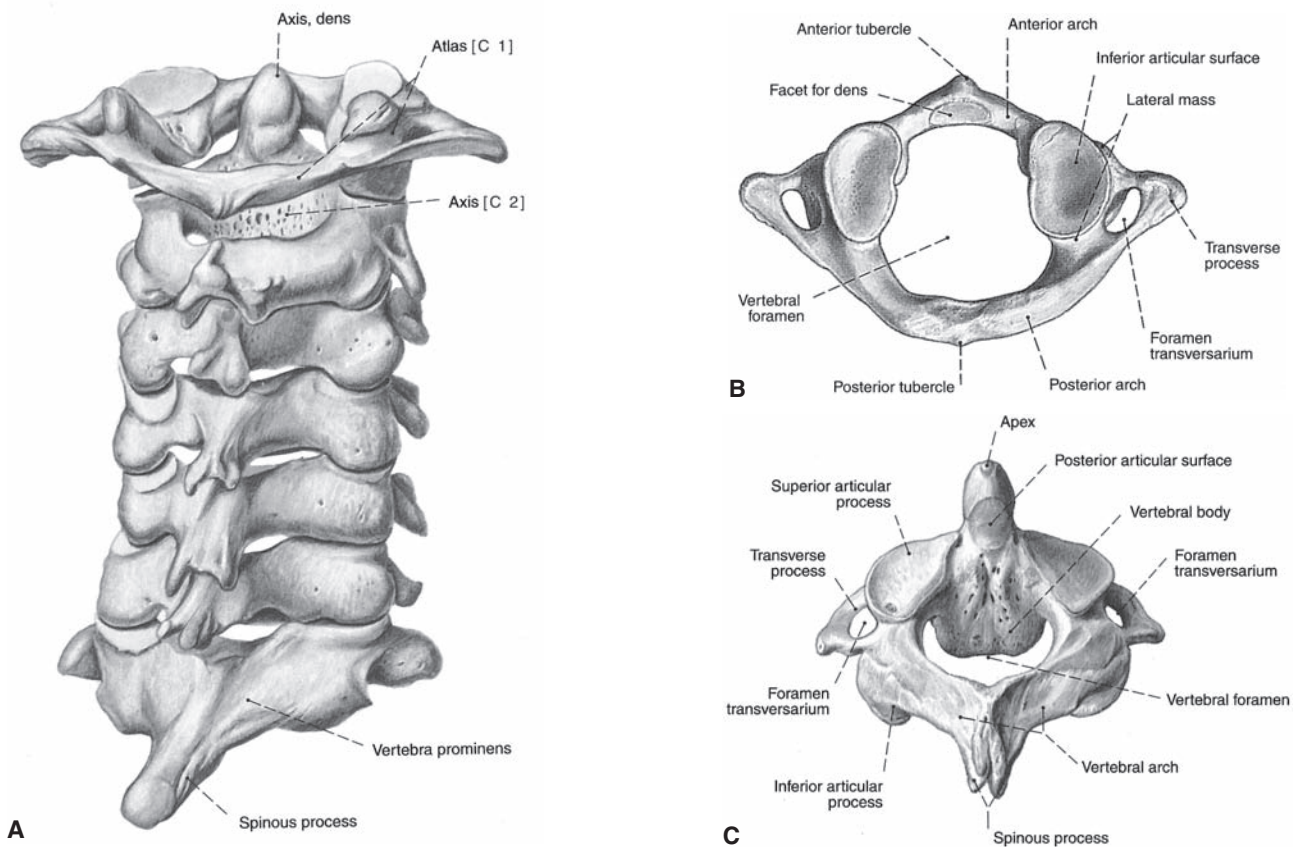 Axis, dens
Atlas [C 1]
Axis [C 2]
Vertebra prominens
Spinous process
A
Anterior tubercle
Anterior arch
Inferior articular surface
Facet for dens
Lateral mass
Transverse
process
Vertebral
foramen
Foramen
transversarium
Posterior tubercle
Posterior arch
B
Apex
Posterior articular surface
Superior articular
process
Vertebral body
Transverse
process
Foramen
transversarium
Foramen
transversarium
Vertebral foramen
Vertebral arch
Inferior articular
process
Spinous process
C